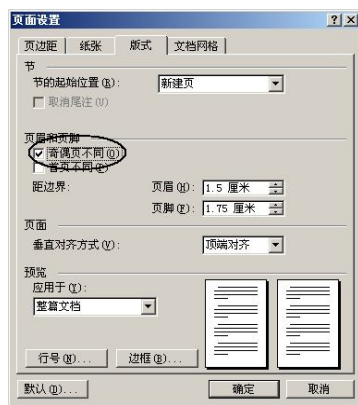 页面设置
页边距 纸张 版式 文档网格
节
节的起始位置(R): 新建页
取消尾注(U)
页眉和页脚
奇偶页不同(O)
首页不同(P)
距边界: 页眉(H): 1.5 厘米
页脚(F): 1.75 厘米
页面
垂直对齐方式(V): 顶端对齐
预览
应用于(Y):
整篇文档
行号(N)... 边框(B)...
默认(D)... 确定 取消